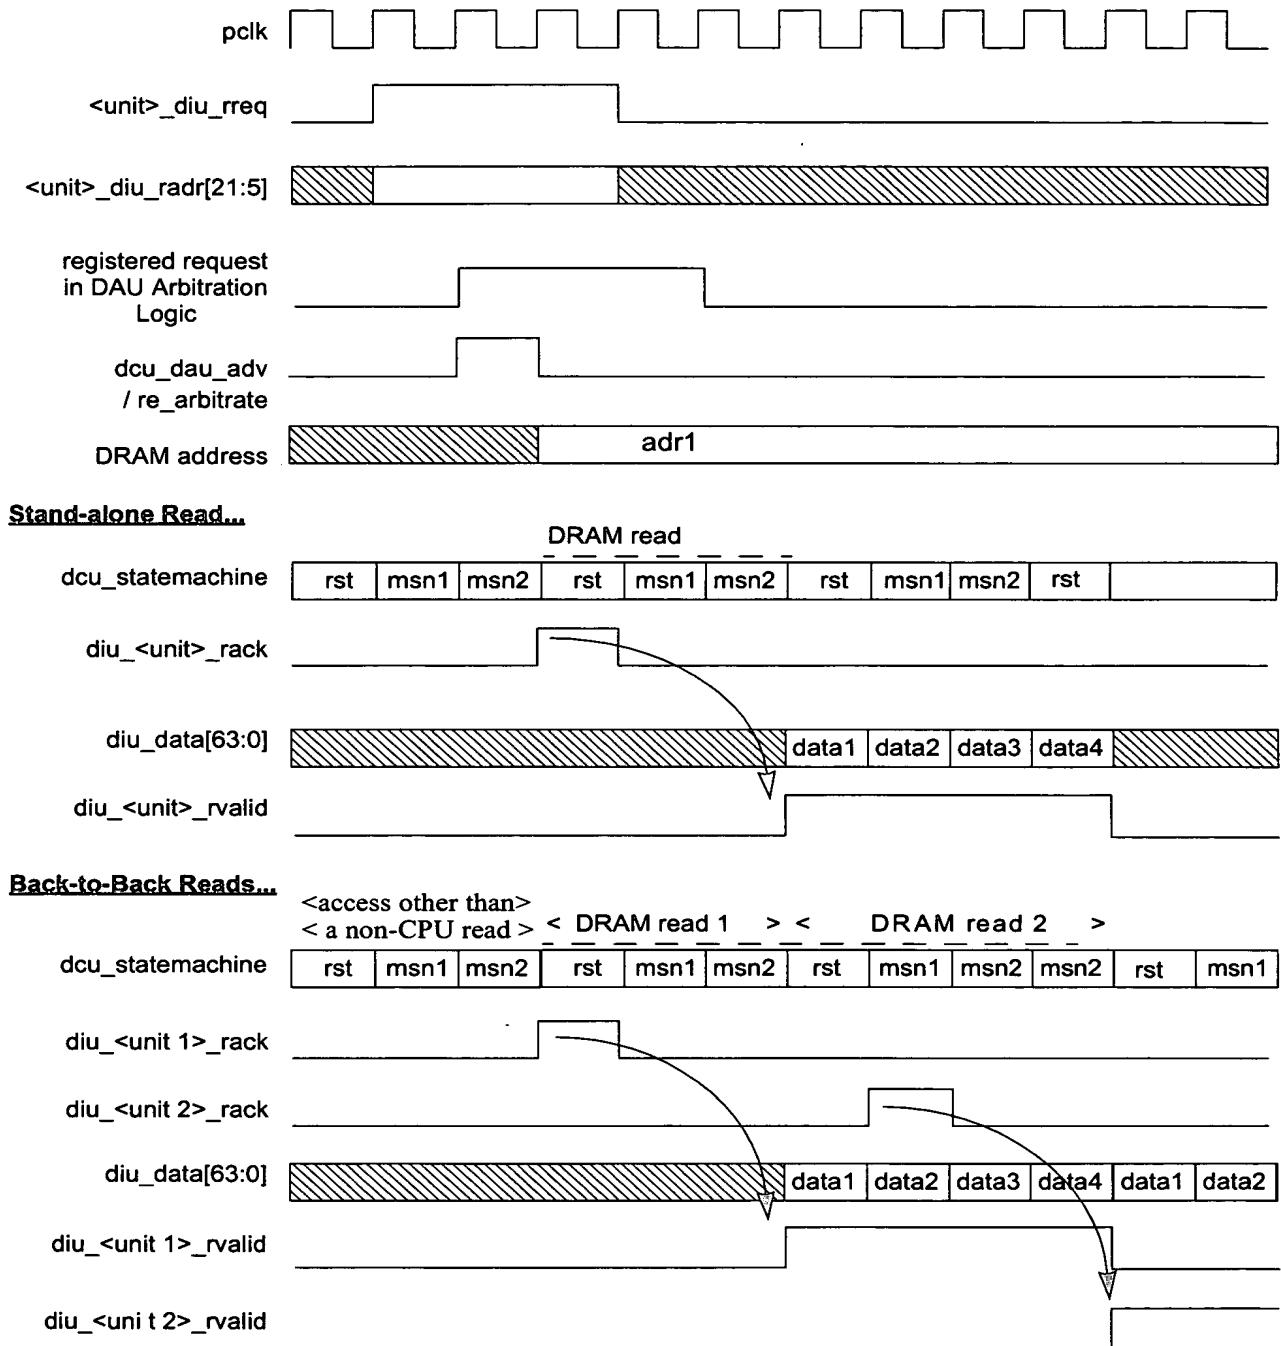 pclk
<unit>_diu_rreq
<unit>_diu_radr[21:5]
registered request
in DAU Arbitration
Logic
dcu_dau_adv
/ re_arbitrate
DRAM address adr1
Stand-alone Read...
DRAM read
dcu_statemachine rst msn1 msn2 rst msn1 msn2 rst msn1 msn2 rst
diu_<unit>_rack
diu_data[63:0] data1 data2 data3 data4
diu_<unit>_rvalid
Back-to-Back Reads...
<access other than>
< a non-CPU read > < DRAM read 1 > < DRAM read 2 >
dcu_statemachine rst msn1 msn2 rst msn1 msn2 rst msn1 msn2 msn2 rst msn1
diu_<unit 1>_rack
diu_<unit 2>_rack
diu_data[63:0] data1 data2 data3 data4 data1 data2
diu_<unit 1>_rvalid
diu_<uni t 2>_rvalid